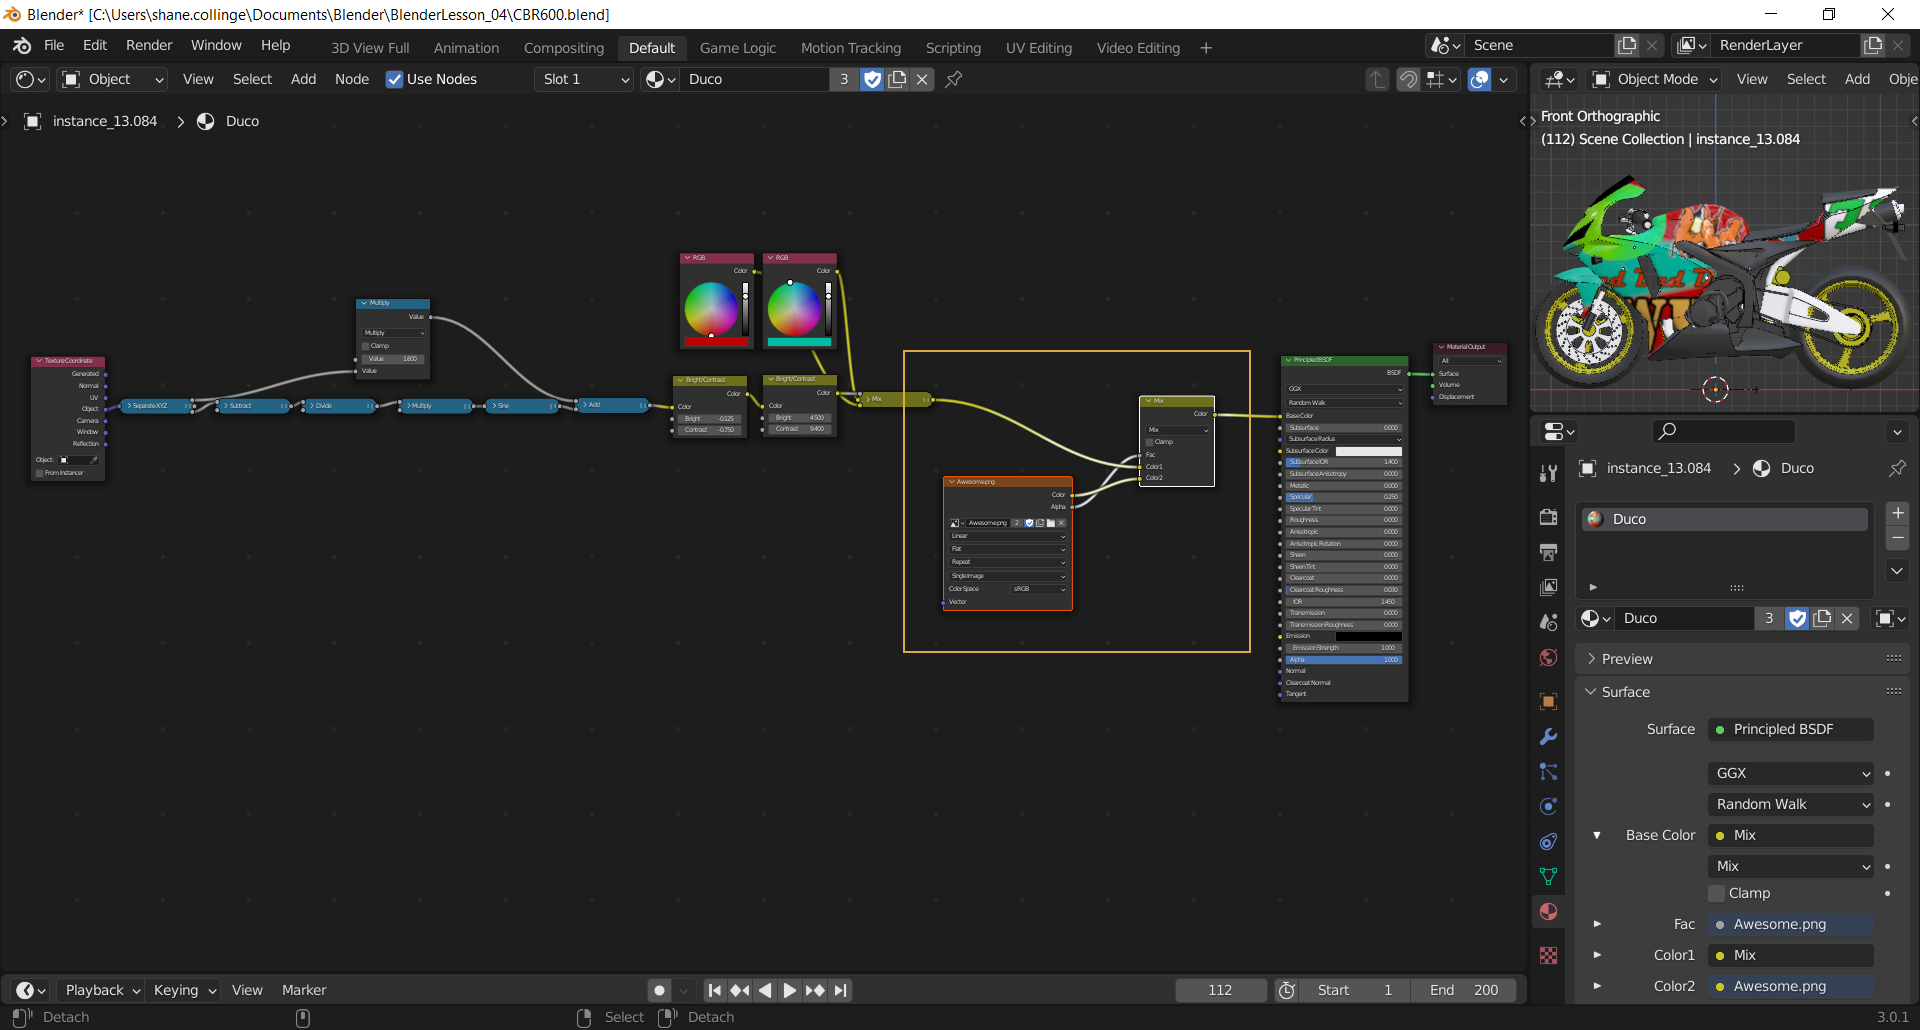 Blender* [C:\Users\shane.collinge\Documents\Blender\BlenderLesson_04\CBR600.blend]
File Edit Render Window Help 3D View Full Animation Compositing Default Game Logic Motion Tracking Scripting UV Editing Video Editing + Scene RenderLayer
Object View Select Add Node Use Nodes Slot 1 Duco 3
Object Mode View Select Add Obje
instance_13.084 > Duco
Front Orthographic
(112) Scene Collection | instance_13.084
Texture Coordinate
Generated
Normal
UV
Object
Camera
Window
Reflection
Object:
From Instancer
Separate XYZ
Subtract
Divide
Multiply
Sine
Add
Multiply
Value
Multiply
Clamp
Value 1.600
Value
RGB
Color
RGB
Color
Bright/Contrast
Color
Color
Bright -0.125
Contrast -0.750
Bright/Contrast
Color
Color
Bright 4.500
Contrast 9.400
Mix
Awesome.png
Color
Alpha
Awesome.png 2
Linear
Flat
Repeat
Single Image
Color Space sRGB
Vector
Mix
Color
Mix
Clamp
Fac
Color1
Color2
Principled BSDF
BSDF
GGX
Random Walk
Base Color
Subsurface 0.000
Subsurface Radius
Subsurface Color
Subsurface IOR 1.400
Subsurface Anisotropy 0.000
Metallic 0.000
Specular 0.250
Specular Tint 0.000
Roughness 0.000
Anisotropic 0.000
Anisotropic Rotation 0.000
Sheen 0.000
Sheen Tint 0.000
Clearcoat 0.000
Clearcoat Roughness 0.030
IOR 1.450
Transmission 0.000
Transmission Roughness 0.000
Emission
Emission Strength 1.000
Alpha 1.000
Normal
Clearcoat Normal
Tangent
Material Output
All
Surface
Volume
Displacement
instance_13.084 > Duco
Duco
Duco 3
Preview
Surface
Surface Principled BSDF
GGX
Random Walk
Base Color Mix
Mix
Clamp
Fac Awesome.png
Color1 Mix
Color2 Awesome.png
Playback Keying View Marker 112 Start 1 End 200
Detach Select Detach 3.0.1